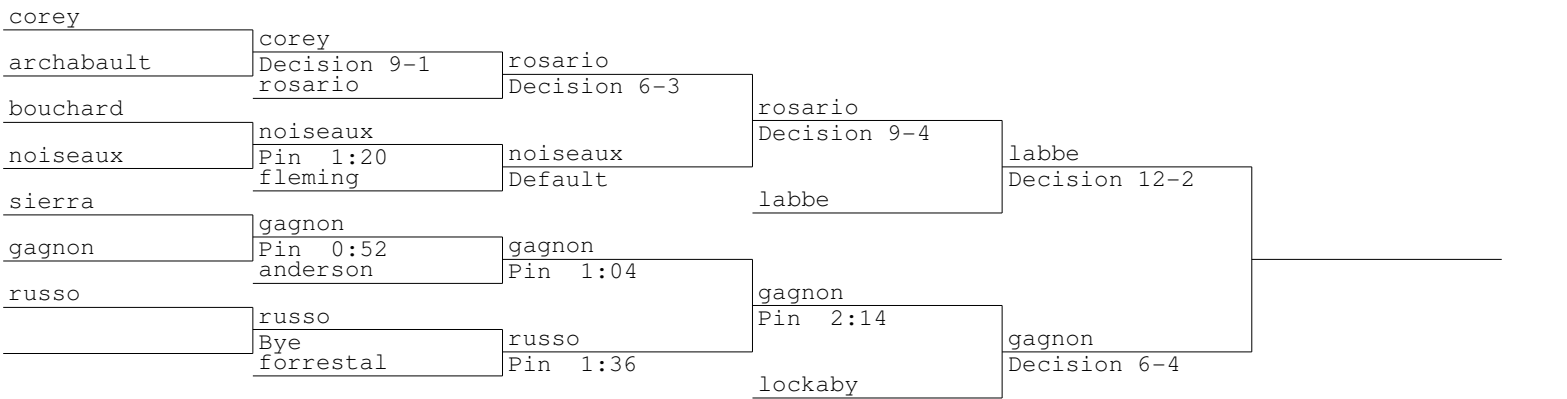 corey
corey
archabault
Decision 9-1
rosario
rosario
Decision 6-3
bouchard
rosario
noiseaux
Decision 9-4
noiseaux
Pin 1:20
noiseaux
labbe
fleming
Default
Decision 12-2
sierra
labbe
gagnon
gagnon
Pin 0:52
gagnon
anderson
Pin 1:04
russo
gagnon
russo
Pin 2:14
Bye
russo
gagnon
forrestal
Pin 1:36
Decision 6-4
lockaby